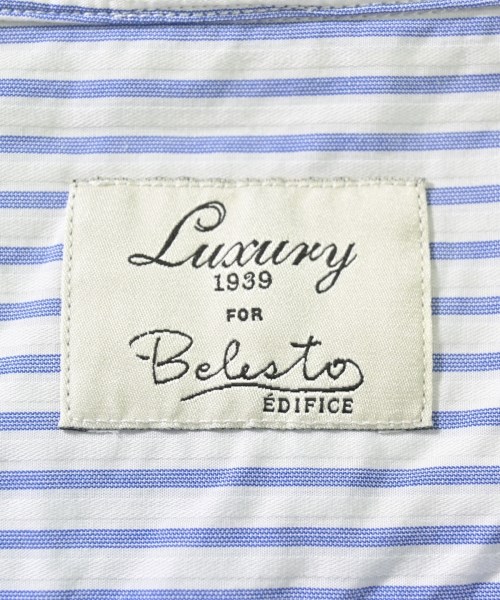 Luxury
1939
FOR
Belesto
ÉDIFICE